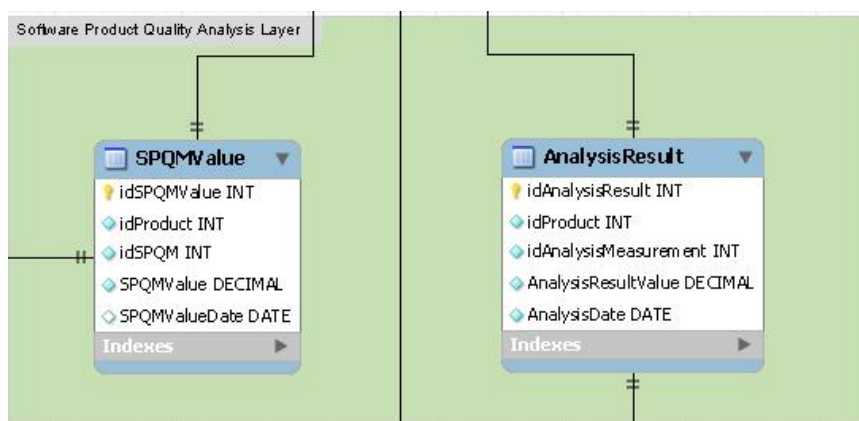 Software Product Quality Analysis Layer
SPQMValue
idSPQMValue INT
idProduct INT
idSPQM INT
SPQMValue DECIMAL
SPQMValueDate DATE
Indexes
AnalysisResult
idAnalysisResult INT
idProduct INT
idAnalysisMeasurement INT
AnalysisResultValue DECIMAL
AnalysisDate DATE
Indexes